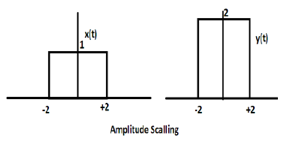 x(t)
1
-2
+2
2
y(t)
-2
+2
Amplitude Scalling